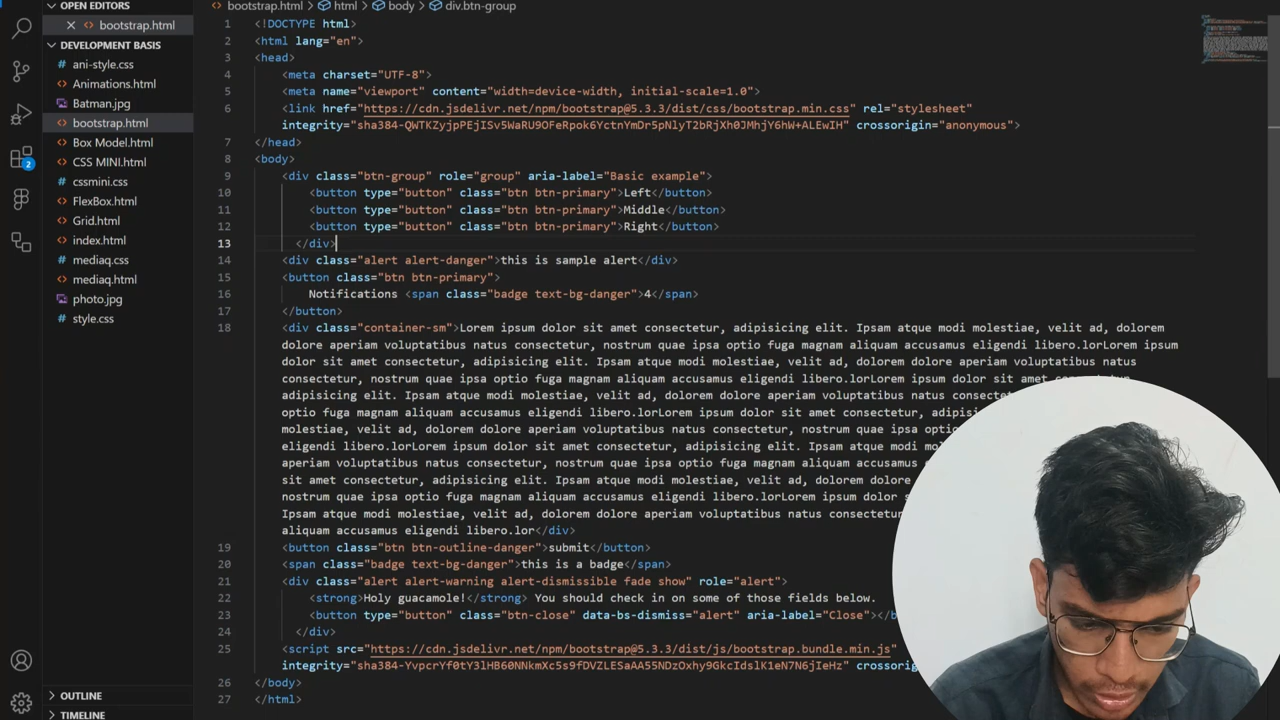 bootstrap.html > html > body > div.btn-group
OPEN EDITORS
bootstrap.html
DEVELOPMENT BASIS
ani-style.css
Animations.html
Batman.jpg
bootstrap.html
Box Model.html
CSS MINI.html
cssmini.css
FlexBox.html
Grid.html
index.html
mediaq.css
mediaq.html
photo.jpg
style.css
OUTLINE
TIMELINE
2
1 <!DOCTYPE html>
2 <html lang="en">
3 <head>
4 <meta charset="UTF-8">
5 <meta name="viewport" content="width=device-width, initial-scale=1.0">
6 <link href="https://cdn.jsdelivr.net/npm/bootstrap@5.3.3/dist/css/bootstrap.min.css" rel="stylesheet"
integrity="sha384-QWTKZyjpPEjISv5WaRU9OFeRpok6YctnYmDr5pNlyT2bRjXh0JMhjY6hW+ALEwIH" crossorigin="anonymous">
7 </head>
8 <body>
9 <div class="btn-group" role="group" aria-label="Basic example">
10 <button type="button" class="btn btn-primary">Left</button>
11 <button type="button" class="btn btn-primary">Middle</button>
12 <button type="button" class="btn btn-primary">Right</button>
13 </div>
14 <div class="alert alert-danger">this is sample alert</div>
15 <button class="btn btn-primary">
16 Notifications <span class="badge text-bg-danger">4</span>
17 </button>
18 <div class="container-sm">Lorem ipsum dolor sit amet consectetur, adipisicing elit. Ipsam atque modi molestiae, velit ad, dolorem
dolore aperiam voluptatibus natus consectetur, nostrum quae ipsa optio fuga magnam aliquam accusamus eligendi libero.lorLorem ipsum
dolor sit amet consectetur, adipisicing elit. Ipsam atque modi molestiae, velit ad, dolorem dolore aperiam voluptatibus natus
consectetur, nostrum quae ipsa optio fuga magnam aliquam accusamus eligendi libero.lorLorem ipsum dolor sit amet consectetur,
adipisicing elit. Ipsam atque modi molestiae, velit ad, dolorem dolore aperiam voluptatibus natus
optio fuga magnam aliquam accusamus eligendi libero.lorLorem ipsum dolor sit amet consectetur, adipisicing
molestiae, velit ad, dolorem dolore aperiam voluptatibus natus consectetur, nostrum quae ipsa optio
eligendi libero.lorLorem ipsum dolor sit amet consectetur, adipisicing elit. Ipsam atque modi
aperiam voluptatibus natus consectetur, nostrum quae ipsa optio fuga magnam aliquam accusamus
sit amet consectetur, adipisicing elit. Ipsam atque modi molestiae, velit ad, dolorem dolore
nostrum quae ipsa optio fuga magnam aliquam accusamus eligendi libero.lorLorem ipsum dolor
Ipsam atque modi molestiae, velit ad, dolorem dolore aperiam voluptatibus natus consectetur,
aliquam accusamus eligendi libero.lor</div>
19 <button class="btn btn-outline-danger">submit</button>
20 <span class="badge text-bg-danger">this is a badge</span>
21 <div class="alert alert-warning alert-dismissible fade show" role="alert">
22 <strong>Holy guacamole!</strong> You should check in on some of those fields below.
23 <button type="button" class="btn-close" data-bs-dismiss="alert" aria-label="Close"></b
24 </div>
25 <script src="https://cdn.jsdelivr.net/npm/bootstrap@5.3.3/dist/js/bootstrap.bundle.min.js"
integrity="sha384-YvpcrYf0tY3lHB60NNkmXc5s9fDVZLESaAA55NDzOxhy9GkcIdslK1eN7N6jIeHz" crossorig
26 </body>
27 </html>